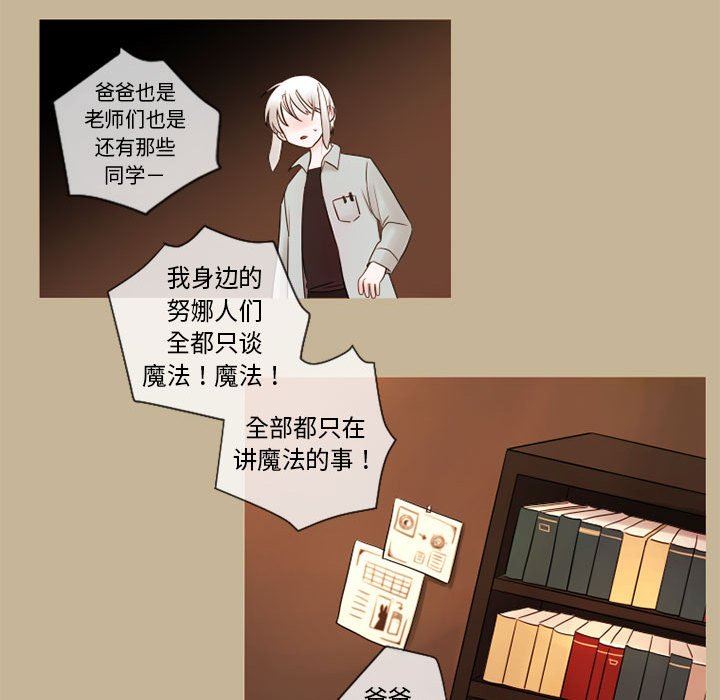 爸爸也是
老师们也是
还有那些
同学—
我身边的
努娜人们
全都只谈
魔法！魔法！
全部都只在
讲魔法的事！
爸爸